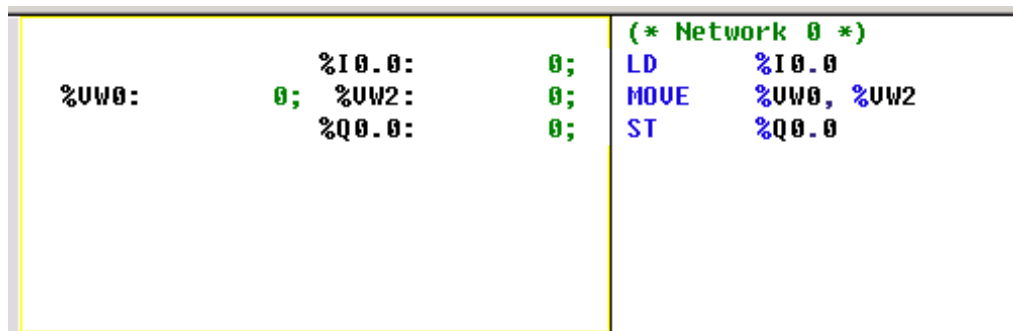 (* Network 0 *)
%I0.0: 0; LD %I0.0
%VW0: 0; %VW2: 0; MOVE %VW0, %VW2
%Q0.0: 0; ST %Q0.0